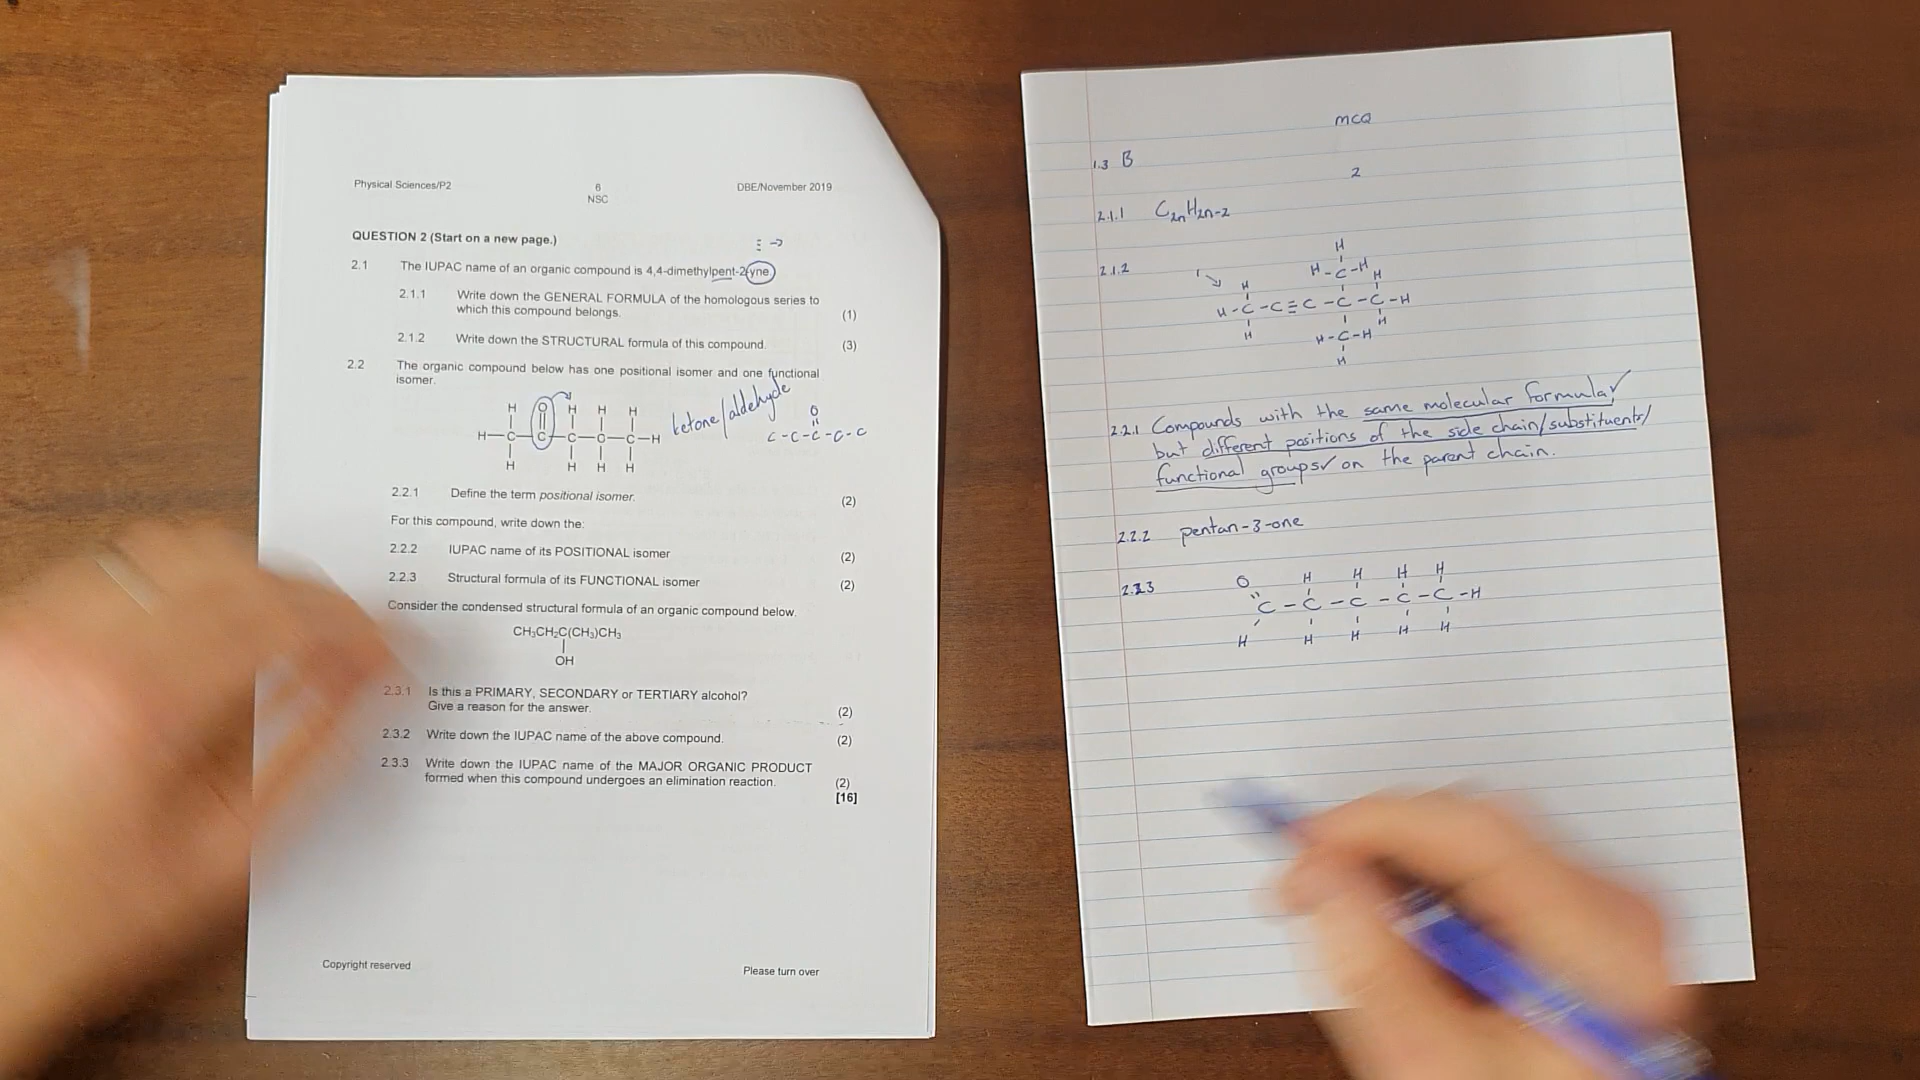 Physical Sciences/P2
6
NSC
DBE/November 2019
QUESTION 2 (Start on a new page.)
⋮ →
2.1 The IUPAC name of an organic compound is 4,4-dimethylpent-2-yne
2.1.1 Write down the GENERAL FORMULA of the homologous series to
which this compound belongs. (1)
2.1.2 Write down the STRUCTURAL formula of this compound. (3)
2.2 The organic compound below has one positional isomer and one functional
isomer.
H O H H H
H-C-C-C-C-C-H
H H H H
ketone/aldehyde
O
C-C-C-C-C
2.2.1 Define the term positional isomer. (2)
For this compound, write down the:
2.2.2 IUPAC name of its POSITIONAL isomer (2)
2.2.3 Structural formula of its FUNCTIONAL isomer (2)
Consider the condensed structural formula of an organic compound below.
CH₃CH₂C(CH₃)CH₃
OH
2.3.1 Is this a PRIMARY, SECONDARY or TERTIARY alcohol?
Give a reason for the answer. (2)
2.3.2 Write down the IUPAC name of the above compound. (2)
2.3.3 Write down the IUPAC name of the MAJOR ORGANIC PRODUCT
formed when this compound undergoes an elimination reaction. (2)
[16]
Copyright reserved
Please turn over
MCQ
1.3 B
2
2.1.1 C₂ₙH₂ₙ₋₂
2.1.2
H
H-C-H
H H
H-C-C≡C-C-C-H
H H
H-C-H
H
2.2.1 Compounds with the same molecular formula✓
but different positions of the side chain/substituents/
functional groups✓ on the parent chain.
2.2.2 pentan-3-one
2.2.3
O H H H H
C-C-C-C-C-H
H H H H H